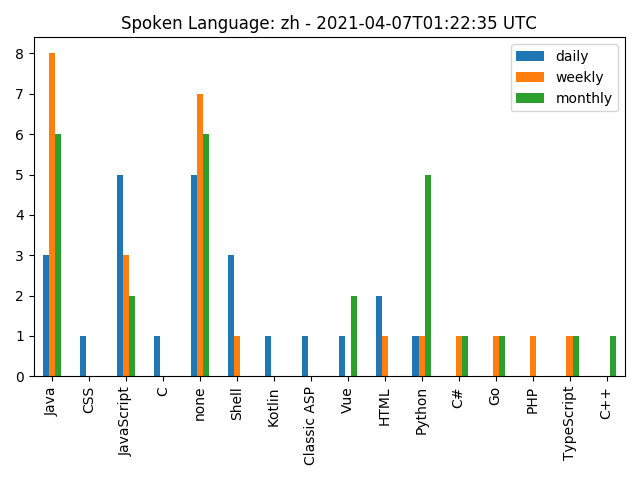 Spoken Language: zh - 2021-04-07T01:22:35 UTC
daily
weekly
monthly
8
7
6
5
4
3
2
1
0
Java
CSS
JavaScript
C
none
Shell
Kotlin
Classic ASP
Vue
HTML
Python
C#
Go
PHP
TypeScript
C++